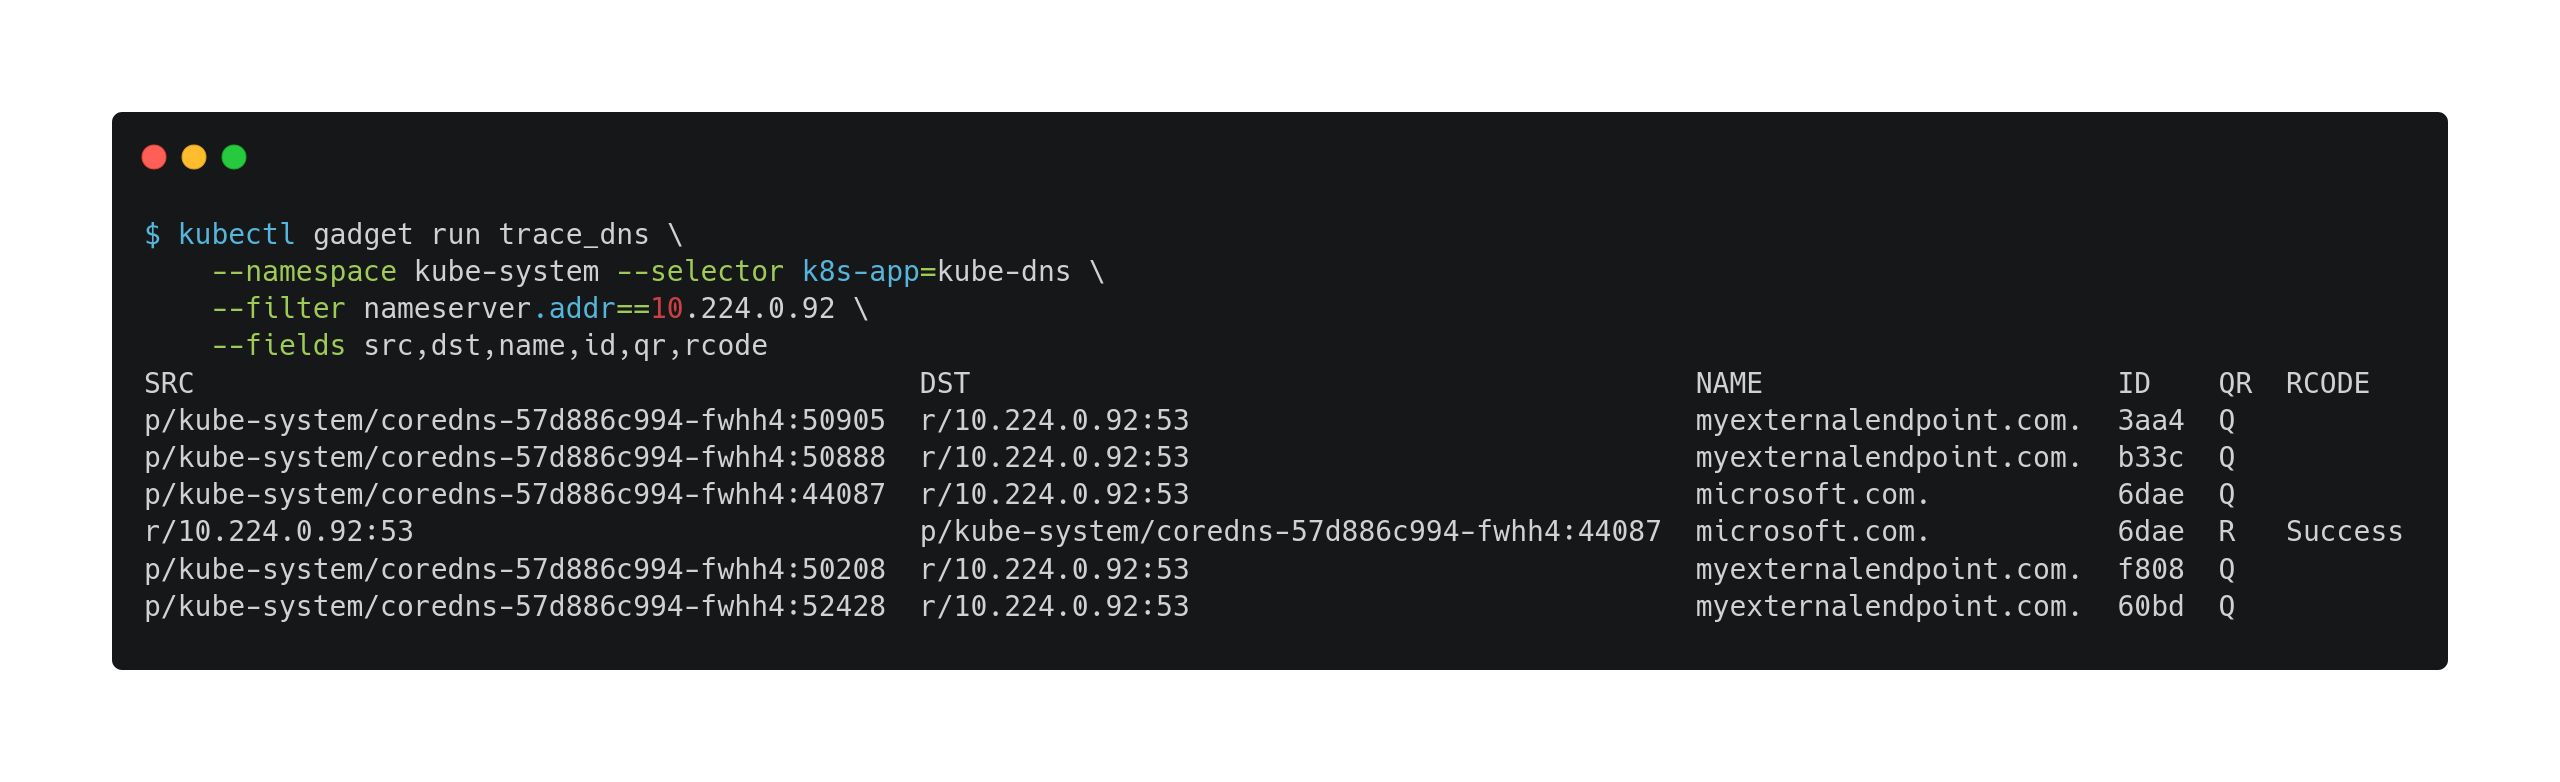 $ kubectl gadget run trace_dns \
    --namespace kube-system --selector k8s-app=kube-dns \
    --filter nameserver.addr==10.224.0.92 \
    --fields src,dst,name,id,qr,rcode
SRC                                            DST                                            NAME                      ID    QR  RCODE
p/kube-system/coredns-57d886c994-fwhh4:50905  r/10.224.0.92:53                              myexternalendpoint.com.  3aa4  Q
p/kube-system/coredns-57d886c994-fwhh4:50888  r/10.224.0.92:53                              myexternalendpoint.com.  b33c  Q
p/kube-system/coredns-57d886c994-fwhh4:44087  r/10.224.0.92:53                              microsoft.com.           6dae  Q
r/10.224.0.92:53                              p/kube-system/coredns-57d886c994-fwhh4:44087  microsoft.com.           6dae  R   Success
p/kube-system/coredns-57d886c994-fwhh4:50208  r/10.224.0.92:53                              myexternalendpoint.com.  f808  Q
p/kube-system/coredns-57d886c994-fwhh4:52428  r/10.224.0.92:53                              myexternalendpoint.com.  60bd  Q